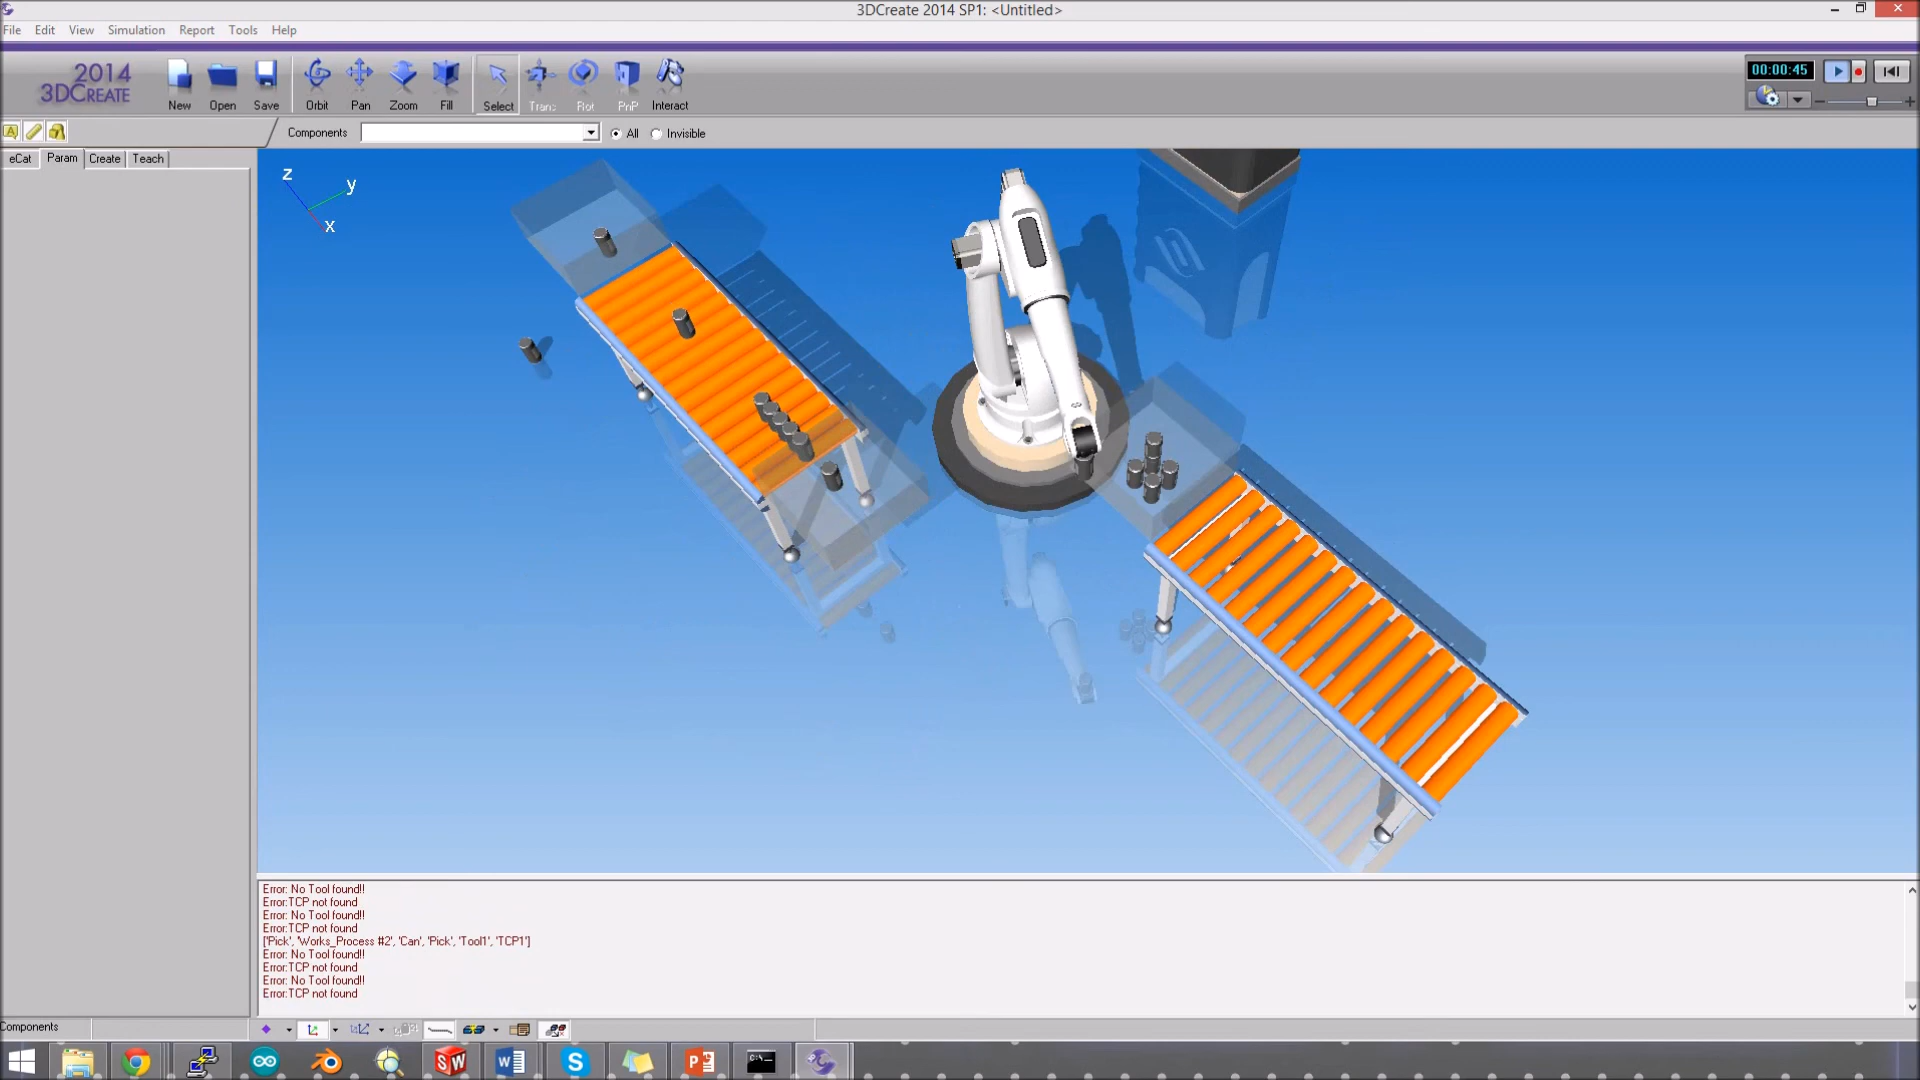 3DCreate 2014 SP1: <Untitled>
File Edit View Simulation Report Tools Help
2014
3DCREATE
New Open Save Orbit Pan Zoom Fill Select Trans Rot PnP Interact
00:00:45
Components All Invisible
eCat Param Create Teach
z
y
x
Error: No Tool found!!
Error:TCP not found
Error: No Tool found!!
Error:TCP not found
['Pick', 'Works_Process #2', 'Can', 'Pick', 'Tool1', 'TCP1']
Error: No Tool found!!
Error:TCP not found
Error: No Tool found!!
Error:TCP not found
Components